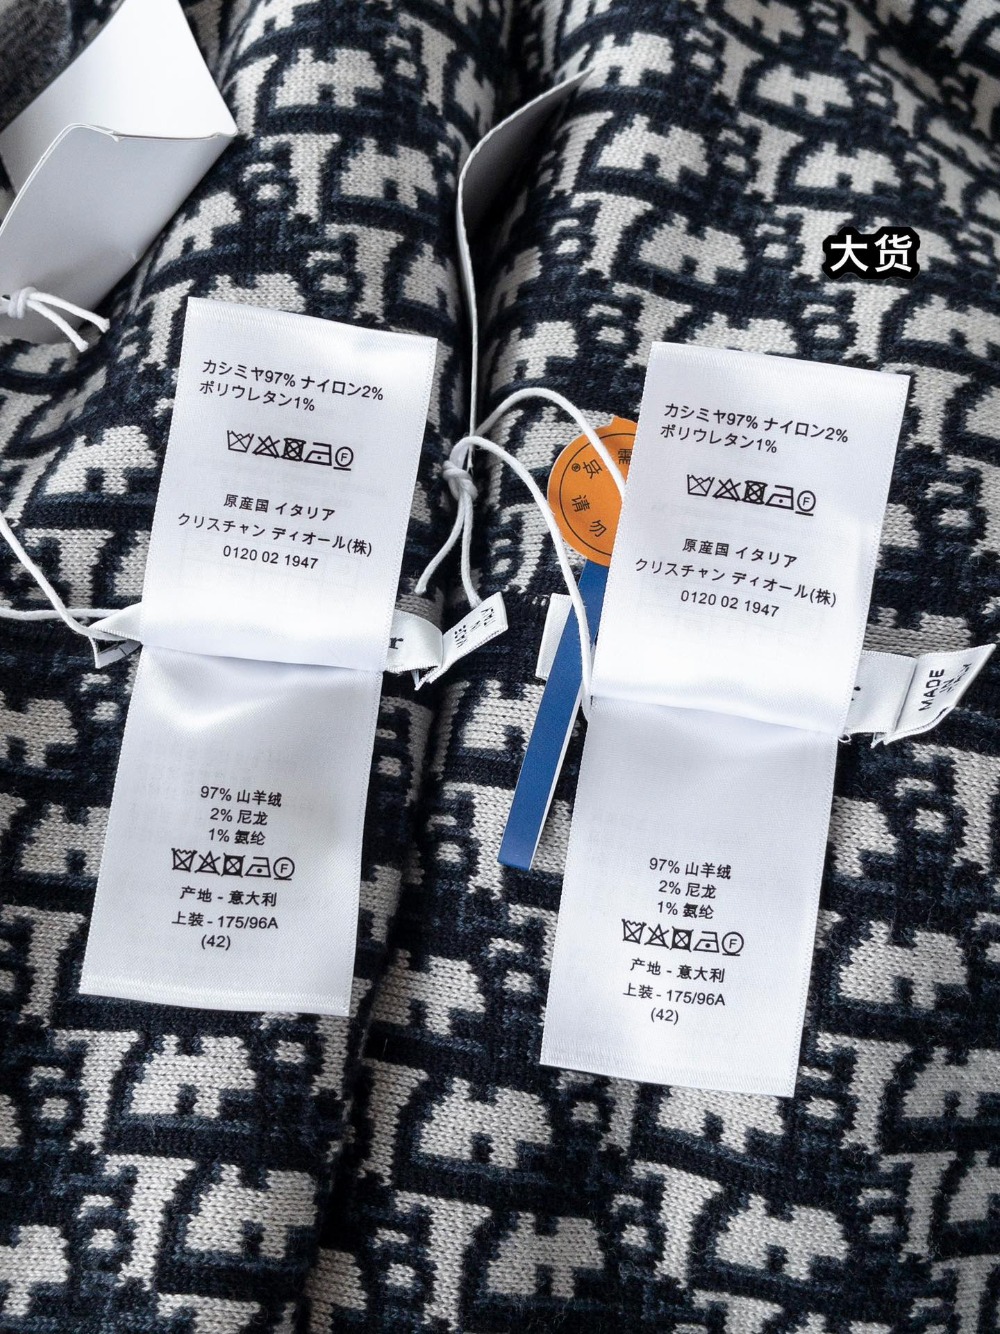 大货
カシミヤ97% ナイロン2%
ポリウレタン1%
F
原産国 イタリア
クリスチャン ディオール(株)
0120 02 1947
r
97% 山羊绒
2% 尼龙
1% 氨纶
F
产地 - 意大利
上装 - 175/96A
(42)
需
请勿
カシミヤ97% ナイロン2%
ポリウレタン1%
F
原産国 イタリア
クリスチャン ディオール(株)
0120 02 1947
MADE
97% 山羊绒
2% 尼龙
1% 氨纶
F
产地 - 意大利
上装 - 175/96A
(42)